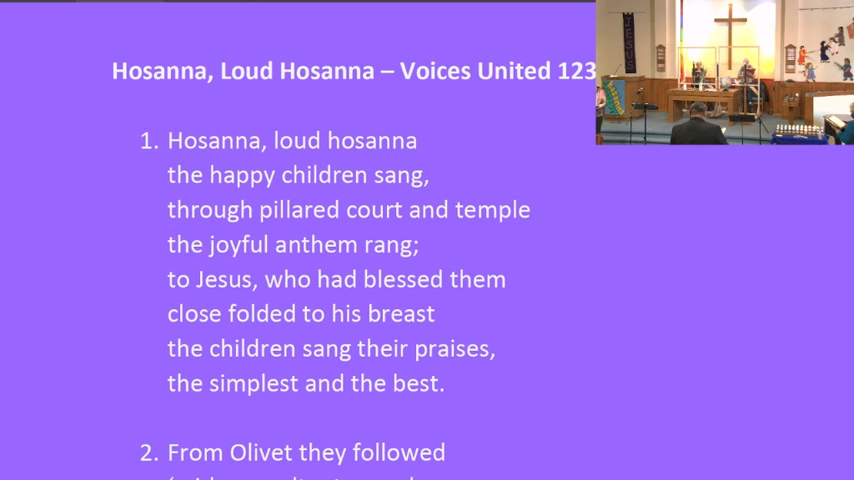 Hosanna, Loud Hosanna – Voices United 123
1. Hosanna, loud hosanna
the happy children sang,
through pillared court and temple
the joyful anthem rang;
to Jesus, who had blessed them
close folded to his breast
the children sang their praises,
the simplest and the best.
2. From Olivet they followed
JESUS